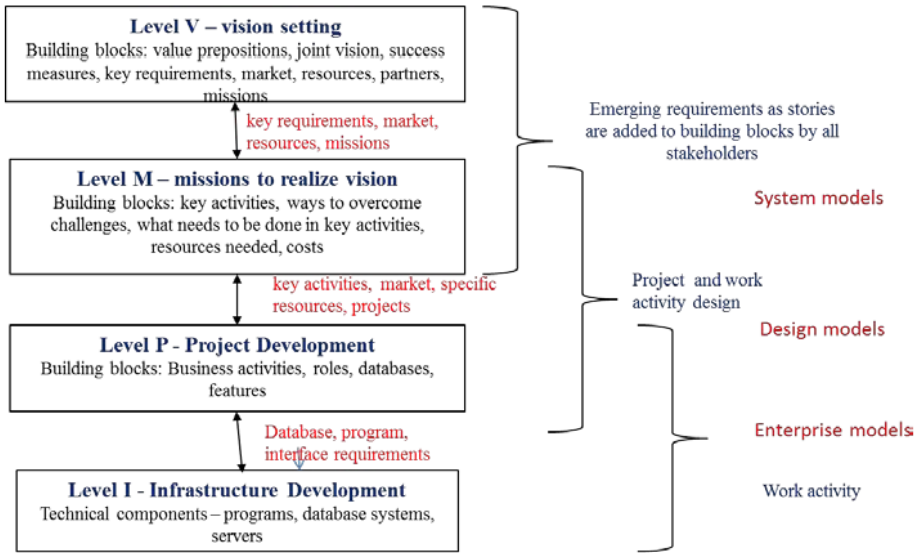 Level V – vision setting
Building blocks: value prepositions, joint vision, success
measures, key requirements, market, resources, partners,
missions
key requirements, market,
resources, missions
Emerging requirements as stories
are added to building blocks by all
stakeholders
Level M – missions to realize vision
Building blocks: key activities, ways to overcome
challenges, what needs to be done in key activities,
resources needed, costs
System models
key activities, market, specific
resources, projects
Project and work
activity design
Level P - Project Development
Building blocks: Business activities, roles, databases,
features
Design models
Database, program,
interface requirements
Enterprise models
Level I - Infrastructure Development
Technical components – programs, database systems,
servers
Work activity